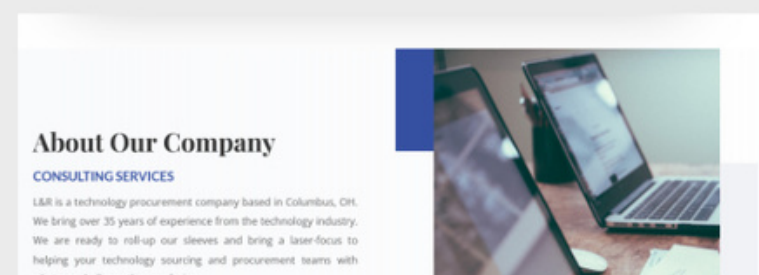 About Our Company
CONSULTING SERVICES
L&R is a technology procurement company based in Columbus, OH.
We bring over 35 years of experience from the technology industry.
We are ready to roll-up our sleeves and bring a laser-focus to
helping your technology sourcing and procurement teams with